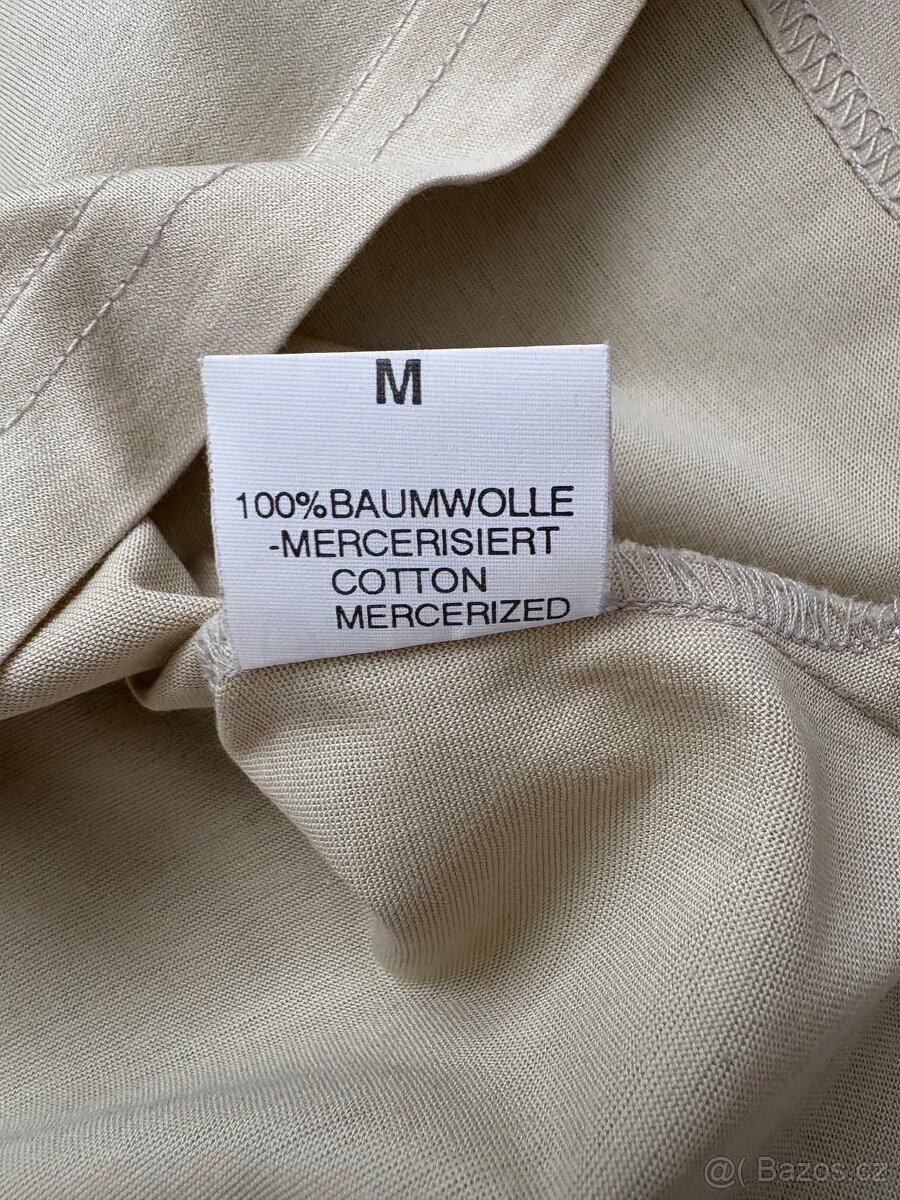 M
100%BAUMWOLLE
-MERCERISIERT
COTTON
MERCERIZED
@( Bazos.cz